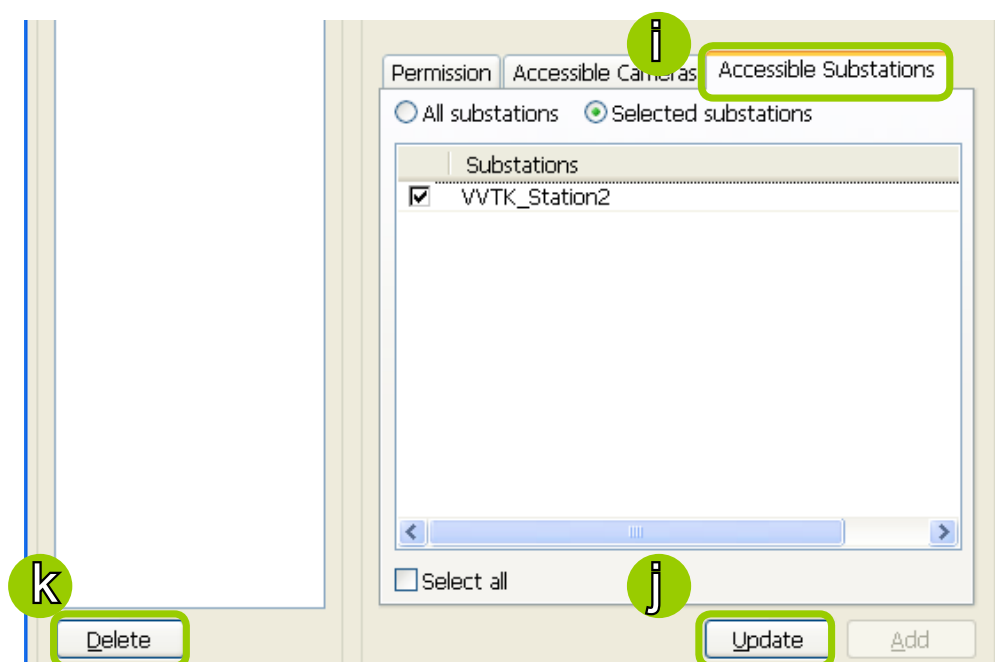 i
Permission Accessible Cameras Accessible Substations
All substations Selected substations
Substations
VVTK_Station2
Select all
k
j
Delete Update Add